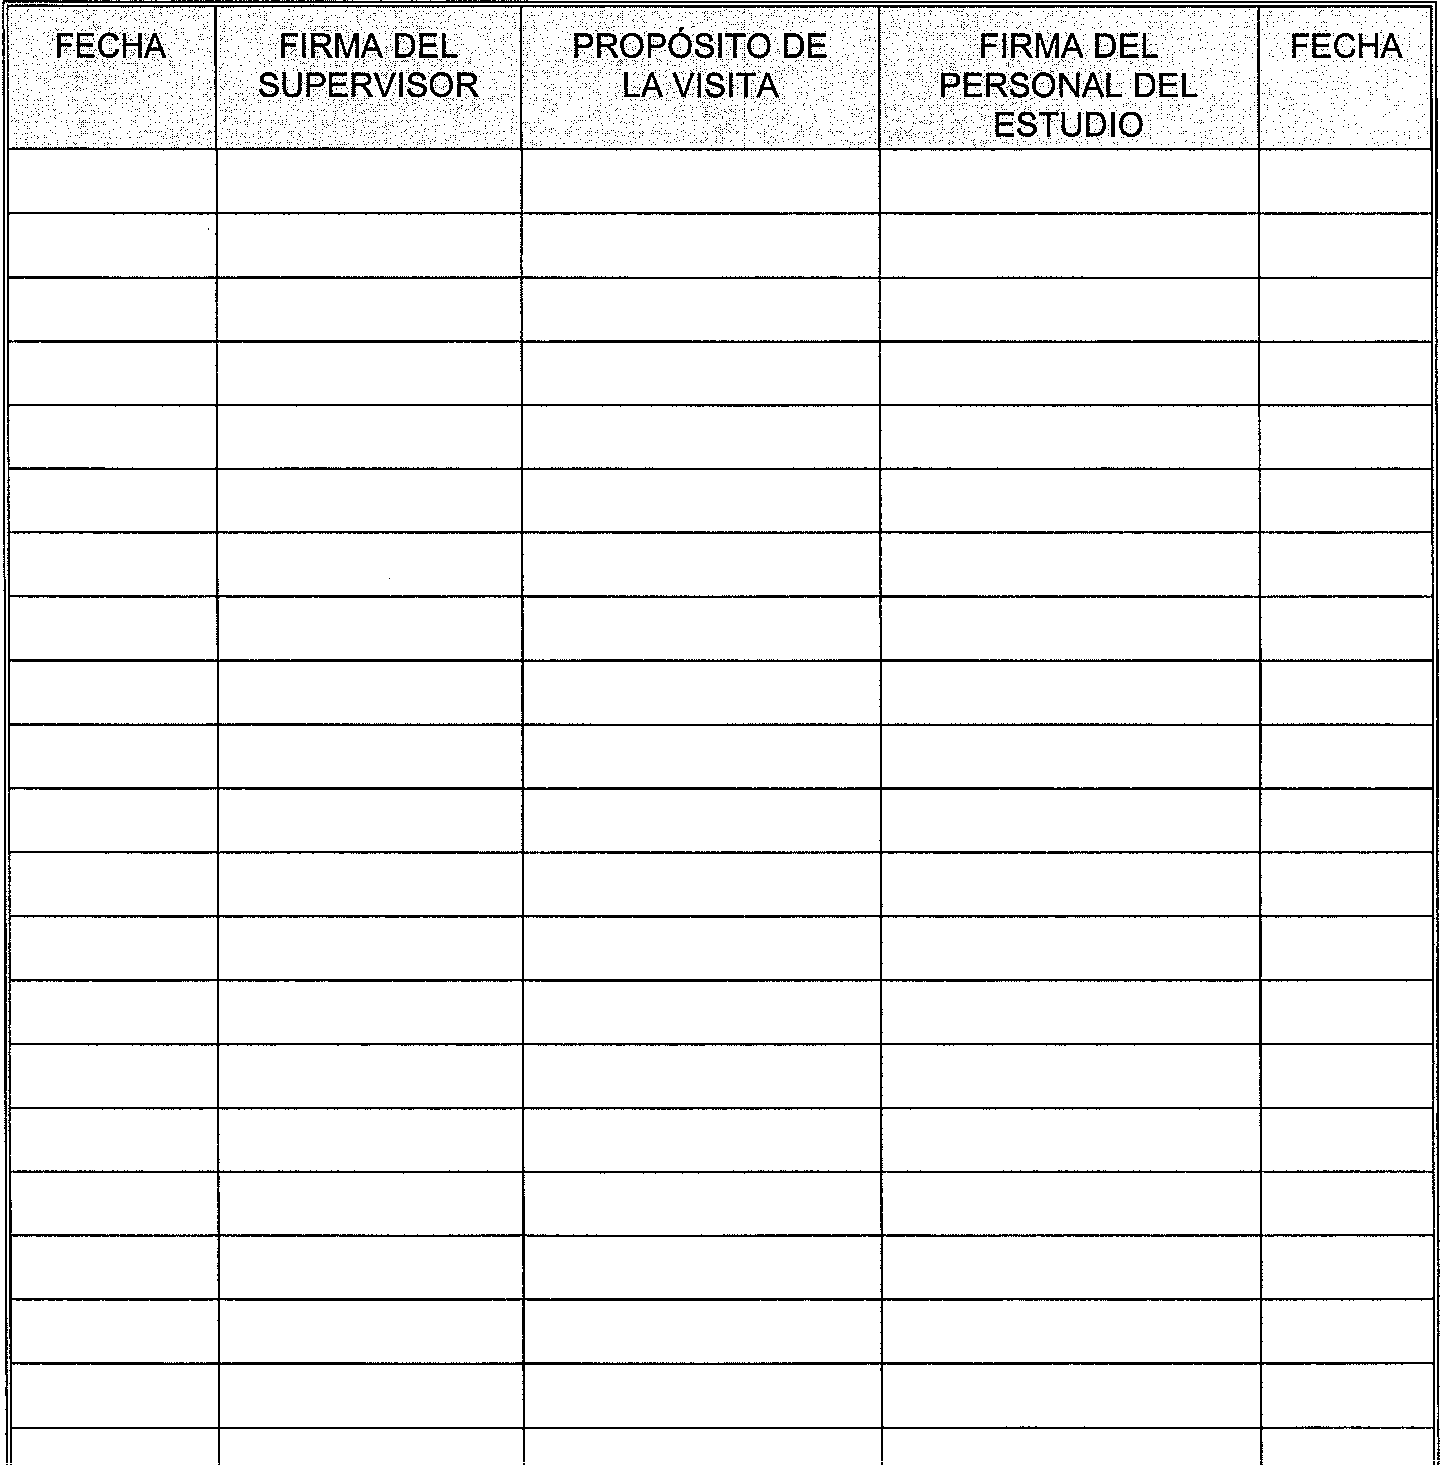 FECHA
FIRMA DEL
SUPERVISOR
PROPÓSITO DE
LA VISITA
FIRMA DEL
PERSONAL DEL
ESTUDIO
FECHA